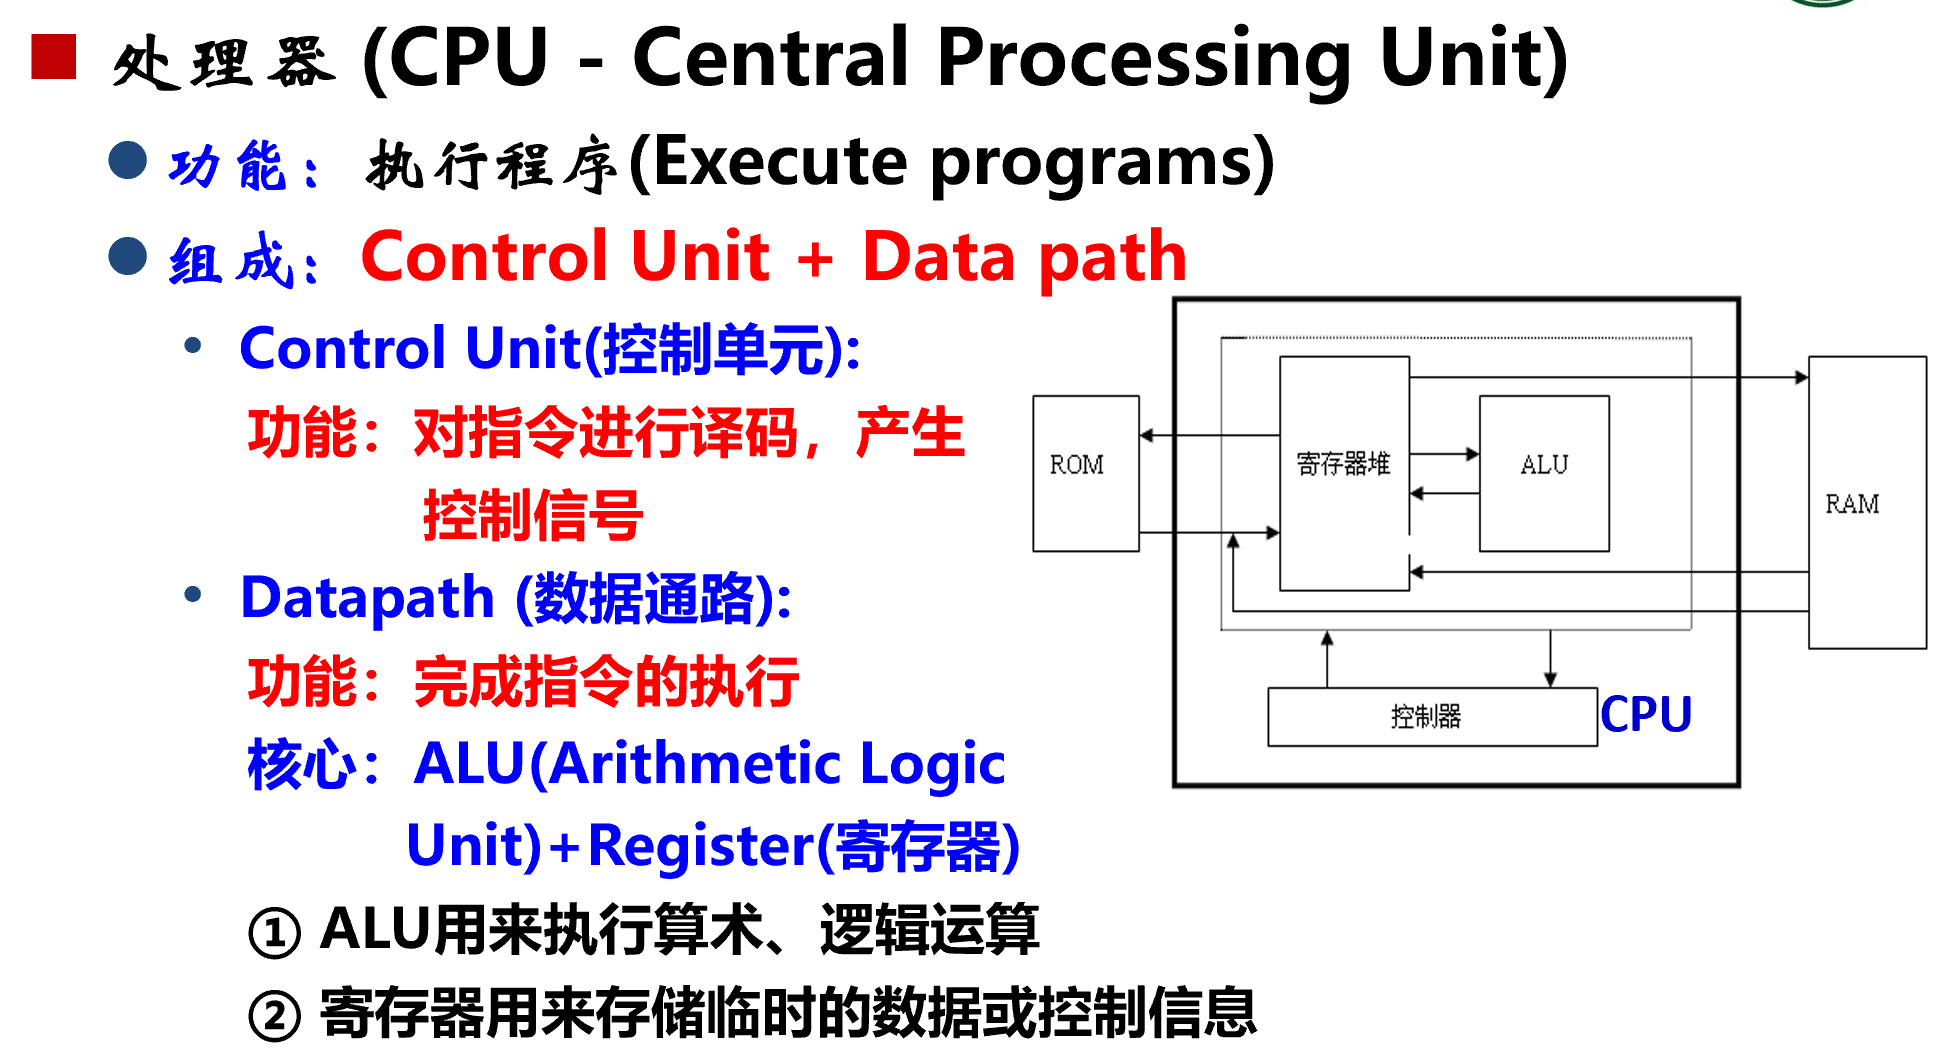 处理器 (CPU - Central Processing Unit)
功能：执行程序(Execute programs)
组成：Control Unit + Data path
Control Unit(控制单元):
功能：对指令进行译码，产生
控制信号
Datapath (数据通路):
功能：完成指令的执行
核心：ALU(Arithmetic Logic
Unit)+Register(寄存器)
① ALU用来执行算术、逻辑运算
② 寄存器用来存储临时的数据或控制信息
ROM
寄存器堆
ALU
RAM
控制器
CPU